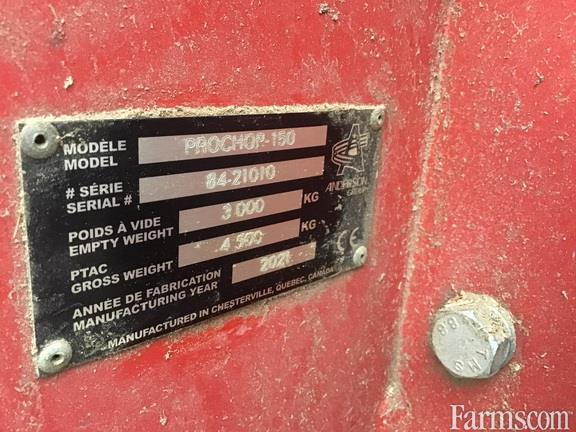 MODÈLE
MODEL PROCHOP-150
# SÉRIE
SERIAL # 84-21010
POIDS À VIDE
EMPTY WEIGHT 3 000 KG
PTAC
GROSS WEIGHT 4 500 KG
ANNÉE DE FABRICATION
MANUFACTURING YEAR 2021
MANUFACTURED IN CHESTERVILLE, QUEBEC, CANADA
ANDERSON
GROUP
CE
Farms.com